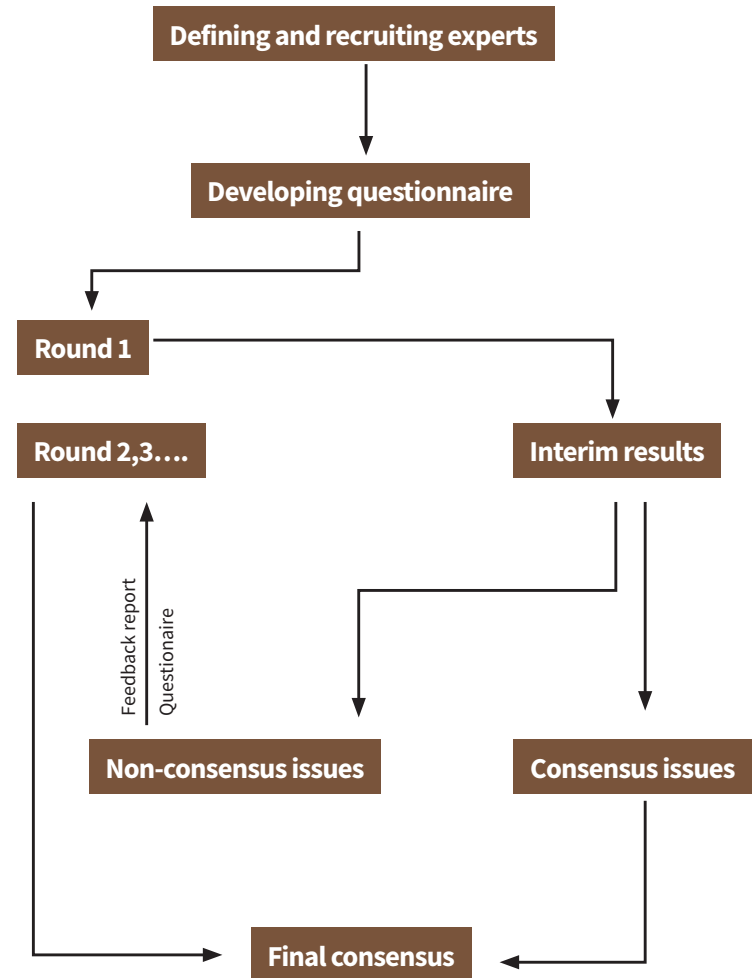 Defining and recruiting experts
Developing questionnaire
Round 1
Round 2,3....
Interim results
Feedback report
Questionaire
Non-consensus issues
Consensus issues
Final consensus